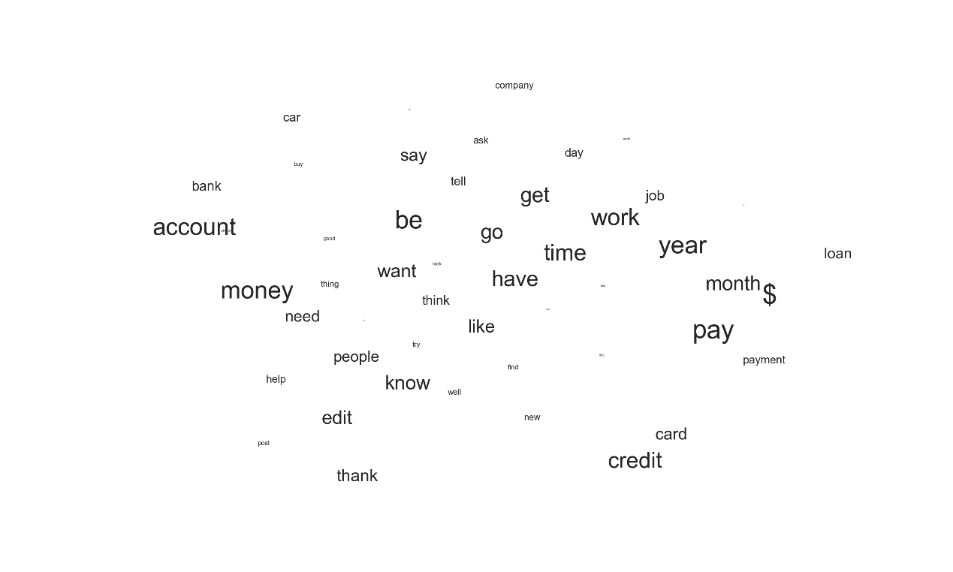 company
car
ask
day
say
buy
tell
bank
get
job
work
be
account
go
good
year
time
loan
want
have
month
thing
money
$
think
need
like
pay
try
people
payment
find
help
know
well
edit
new
card
post
credit
thank